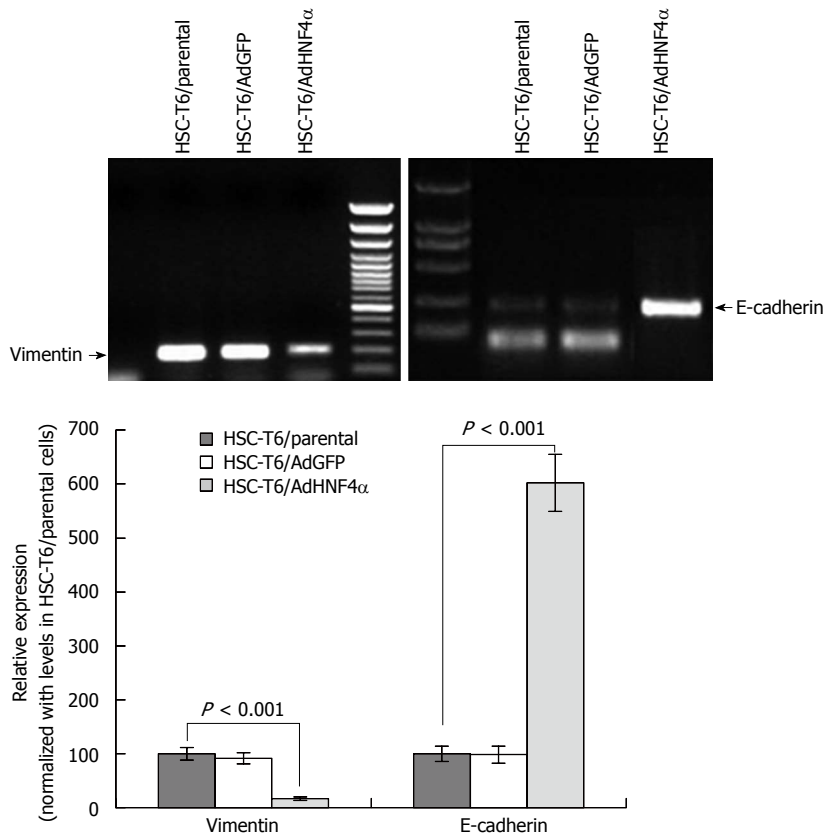 HSC-T6/parental
HSC-T6/AdGFP
HSC-T6/AdHNF4α
HSC-T6/parental
HSC-T6/AdGFP
HSC-T6/AdHNF4α
Vimentin
E-cadherin
Relative expression
(normalized with levels in HSC-T6/parental cells)
700
600
500
400
300
200
100
0
HSC-T6/parental
HSC-T6/AdGFP
HSC-T6/AdHNF4α
P < 0.001
P < 0.001
Vimentin
E-cadherin